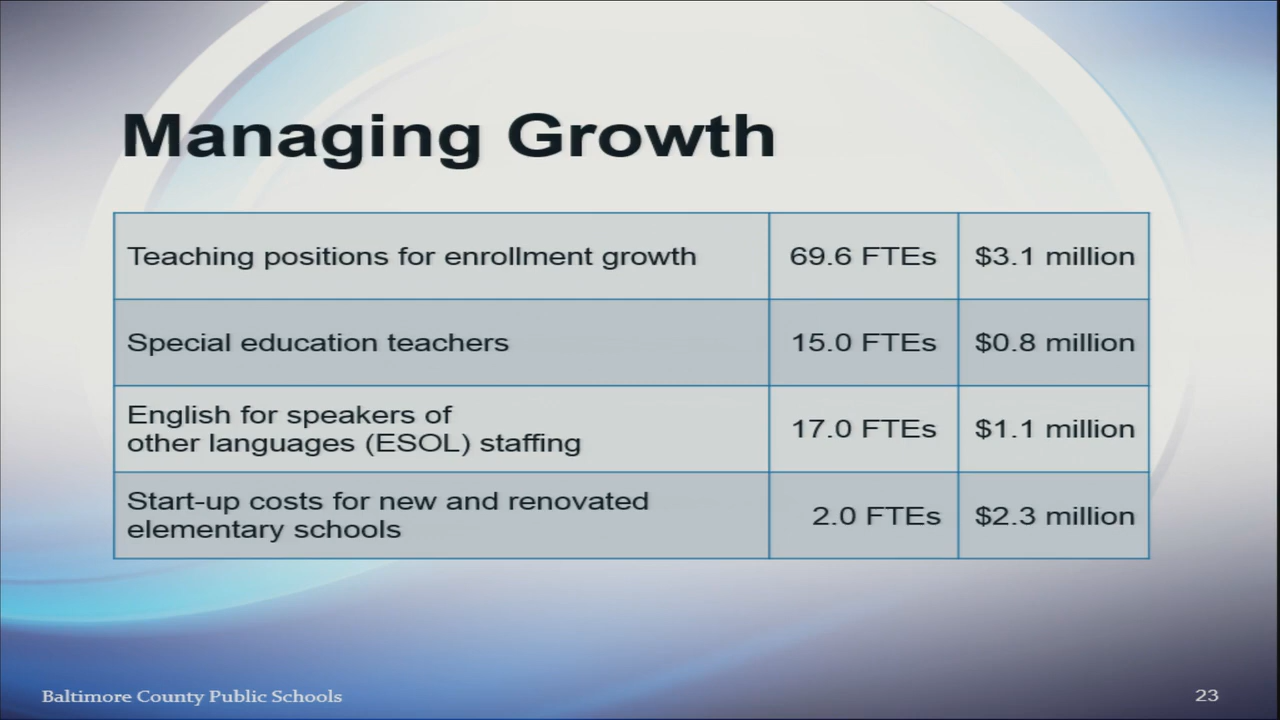 Managing Growth
Teaching positions for enrollment growth 69.6 FTEs $3.1 million
Special education teachers 15.0 FTEs $0.8 million
English for speakers of
other languages (ESOL) staffing 17.0 FTEs $1.1 million
Start-up costs for new and renovated
elementary schools 2.0 FTEs $2.3 million
Baltimore County Public Schools 23